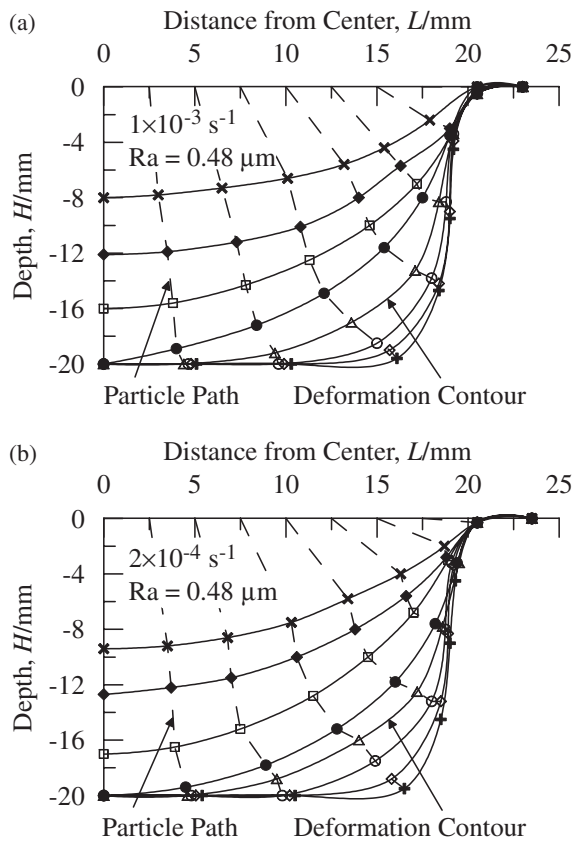 (a)
Distance from Center, L/mm
0 5 10 15 20 25
0
-4
-8
-12
-16
-20
Depth, H/mm
1×10⁻³ s⁻¹
Ra = 0.48 μm
Particle Path
Deformation Contour
(b)
Distance from Center, L/mm
0 5 10 15 20 25
0
-4
-8
-12
-16
-20
Depth, H/mm
2×10⁻⁴ s⁻¹
Ra = 0.48 μm
Particle Path
Deformation Contour